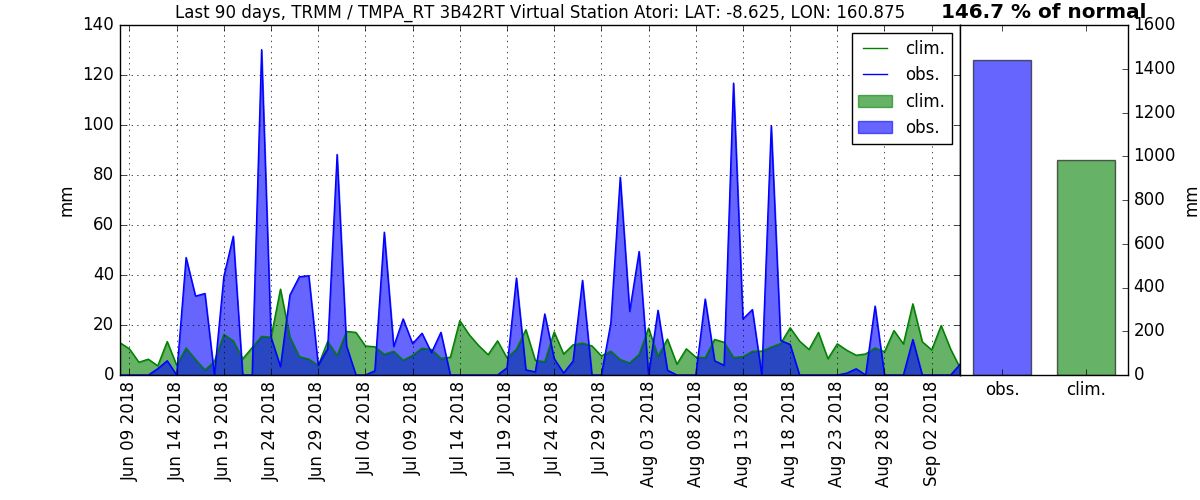 Last 90 days, TRMM / TMPA_RT 3B42RT Virtual Station Atori: LAT: -8.625, LON: 160.875
146.7 % of normal
140
120
100
80
60
40
20
0
mm
clim.
obs.
clim.
obs.
1600
1400
1200
1000
800
600
400
200
0
mm
obs.
clim.
Jun 09 2018
Jun 14 2018
Jun 19 2018
Jun 24 2018
Jun 29 2018
Jul 04 2018
Jul 09 2018
Jul 14 2018
Jul 19 2018
Jul 24 2018
Jul 29 2018
Aug 03 2018
Aug 08 2018
Aug 13 2018
Aug 18 2018
Aug 23 2018
Aug 28 2018
Sep 02 2018